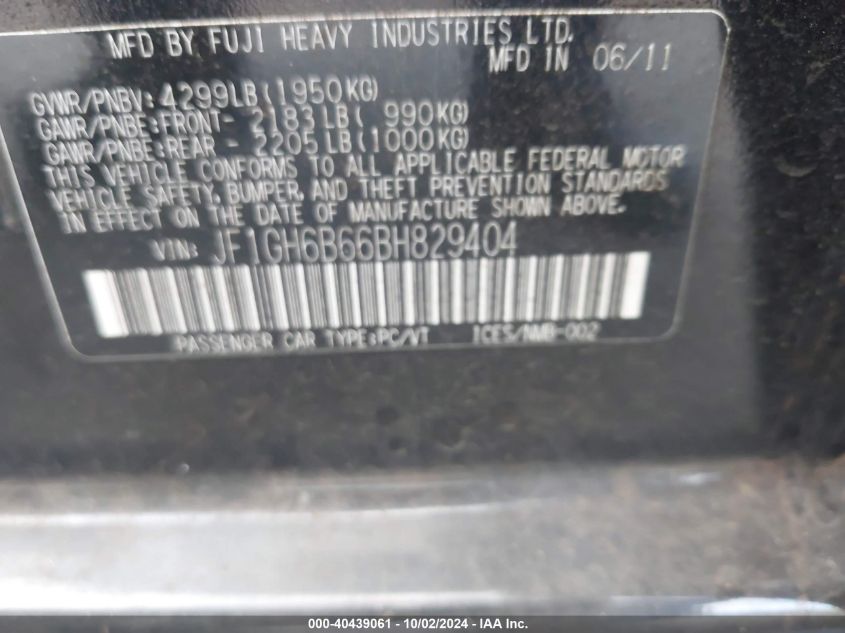 MFD BY FUJI HEAVY INDUSTRIES LTD.
MFD IN 06/11
GVWR/PNBV: 4299LB(1950KG)
GAWR/PNBE:FRONT- 2183LB( 990KG)
GAWR/PNBE:REAR - 2205LB(1000KG)
THIS VEHICLE CONFORMS TO ALL APPLICABLE FEDERAL MOTOR
VEHICLE SAFETY, BUMPER, AND THEFT PREVENTION STANDARDS
IN EFFECT ON THE DATE OF MANUFACTURE SHOWN ABOVE.
VIN: JF1GH6B66BH829404
PASSENGER CAR TYPE:PC/VT ICES/NMB-002
000-40439061 - 10/02/2024 - IAAI Inc.